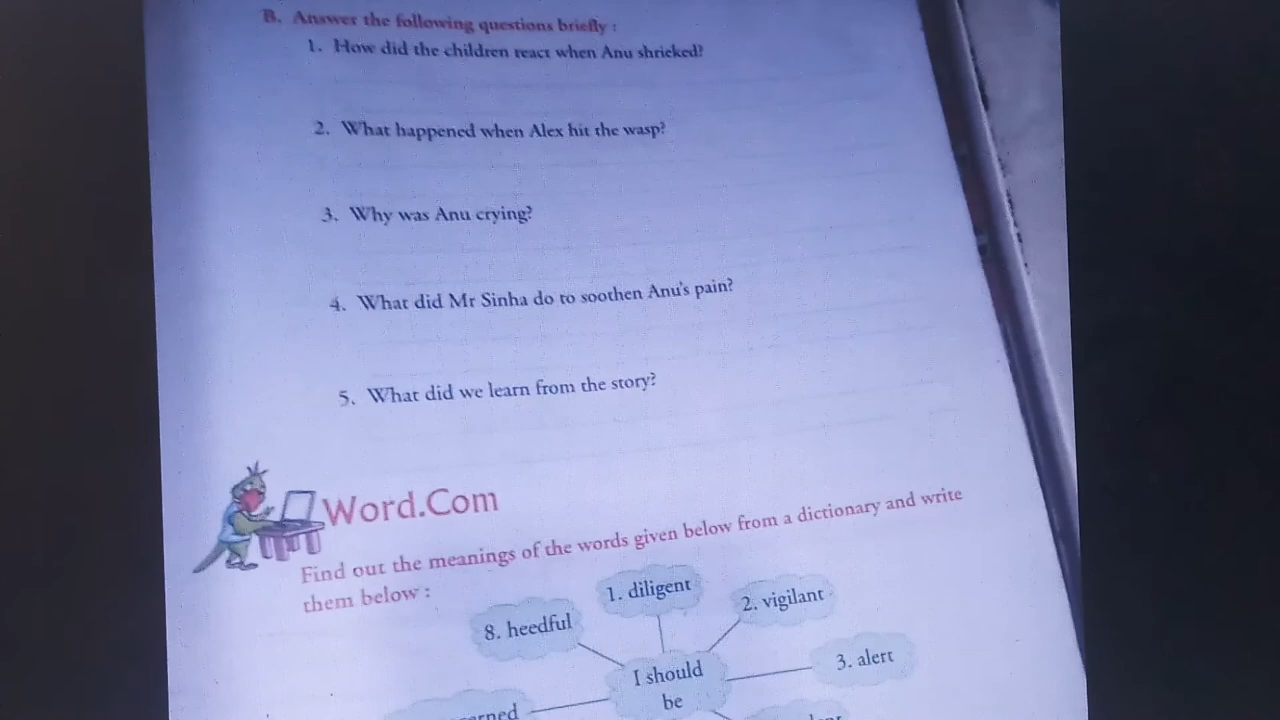 B. Answer the following questions briefly :
1. How did the children react when Anu shrieked?
2. What happened when Alex hit the wasp?
3. Why was Anu crying?
4. What did Mr Sinha do to soothen Anu's pain?
5. What did we learn from the story?
Word.Com
Find out the meanings of the words given below from a dictionary and write
them below :
1. diligent
2. vigilant
8. heedful
3. alert
I should
be